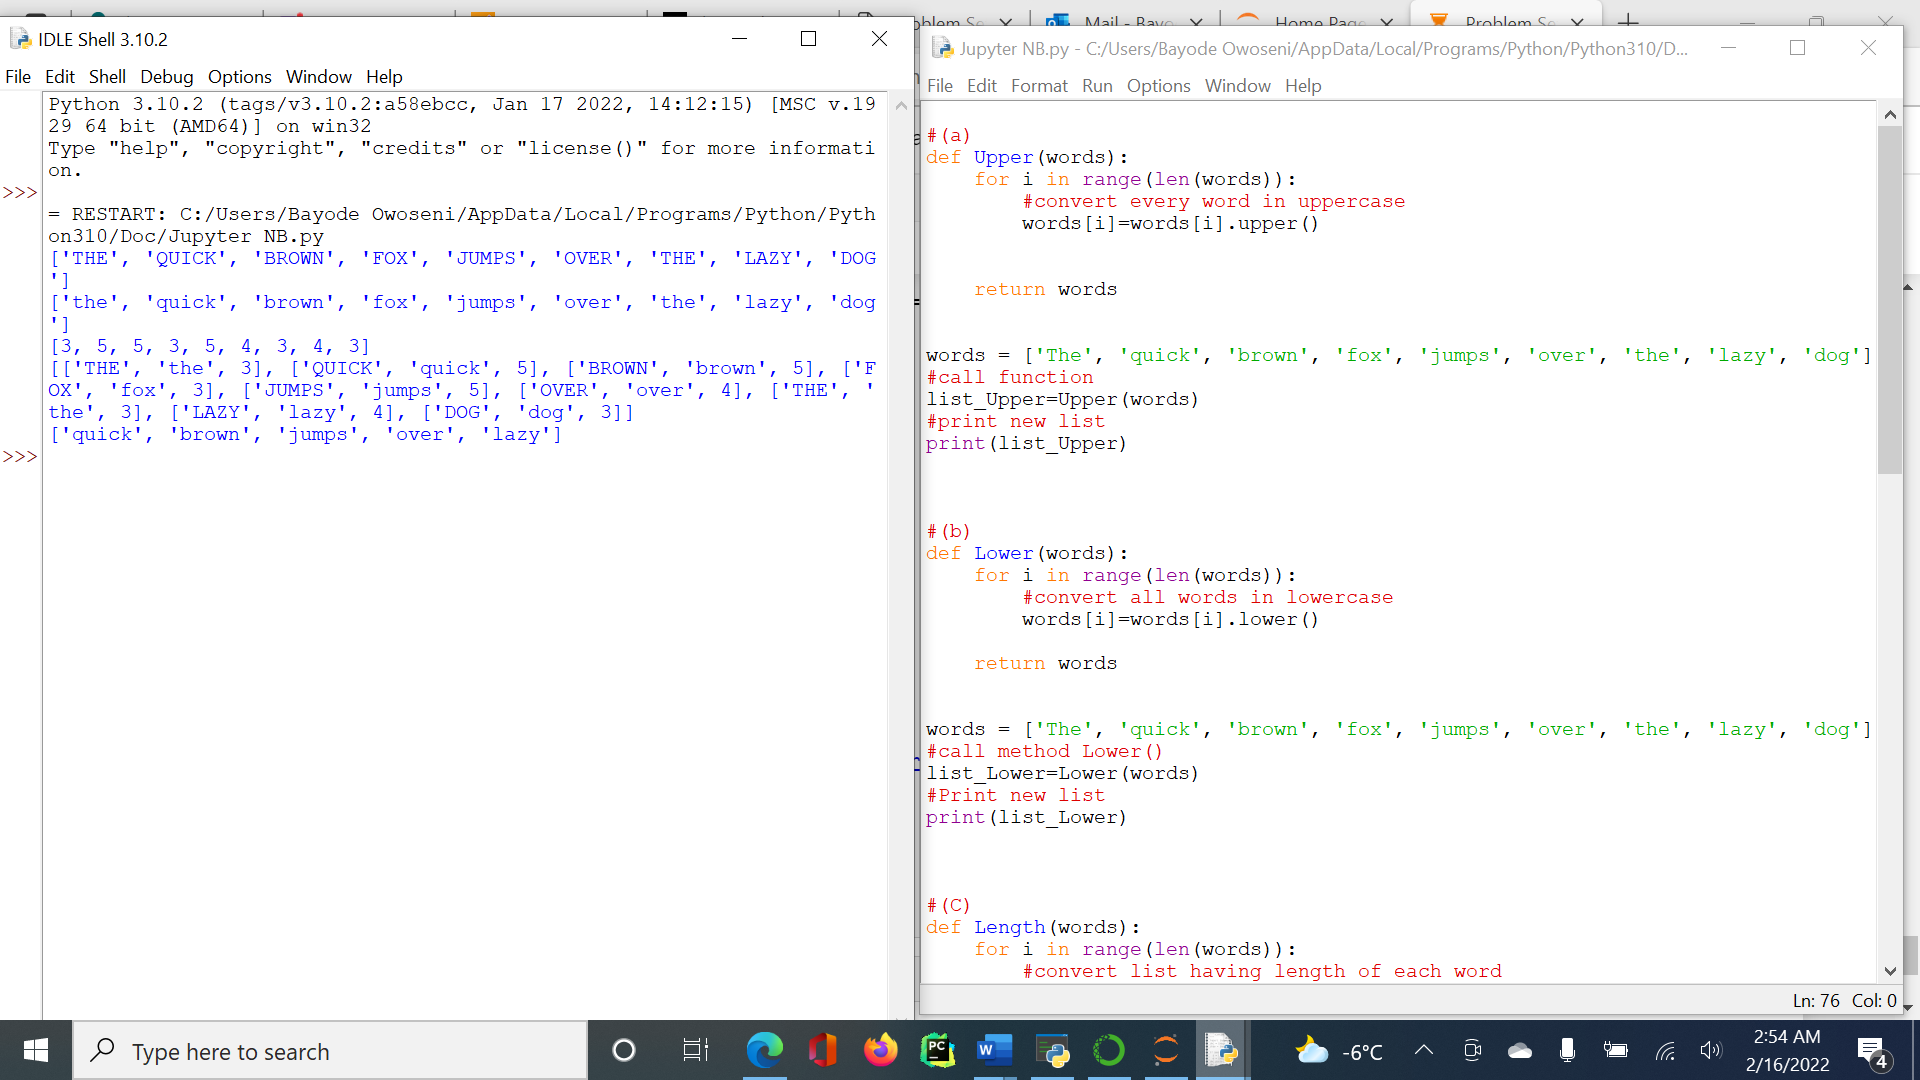 Mail - Bayo
Home Page
Problem Se
IDLE Shell 3.10.2
File Edit Shell Debug Options Window Help
Python 3.10.2 (tags/v3.10.2:a58ebcc, Jan 17 2022, 14:12:15) [MSC v.19
29 64 bit (AMD64)] on win32
Type "help", "copyright", "credits" or "license()" for more informati
on.
>>>
= RESTART: C:/Users/Bayode Owoseni/AppData/Local/Programs/Python/Pyth
on310/Doc/Jupyter NB.py
['THE', 'QUICK', 'BROWN', 'FOX', 'JUMPS', 'OVER', 'THE', 'LAZY', 'DOG
']
['the', 'quick', 'brown', 'fox', 'jumps', 'over', 'the', 'lazy', 'dog
']
[3, 5, 5, 3, 5, 4, 3, 4, 3]
[['THE', 'the', 3], ['QUICK', 'quick', 5], ['BROWN', 'brown', 5], ['F
OX', 'fox', 3], ['JUMPS', 'jumps', 5], ['OVER', 'over', 4], ['THE', '
the', 3], ['LAZY', 'lazy', 4], ['DOG', 'dog', 3]]
['quick', 'brown', 'jumps', 'over', 'lazy']
>>>
Jupyter NB.py - C:/Users/Bayode Owoseni/AppData/Local/Programs/Python/Python310/D...
File Edit Format Run Options Window Help
#(a)
def Upper(words):
    for i in range(len(words)):
        #convert every word in uppercase
        words[i]=words[i].upper()
    return words
words = ['The', 'quick', 'brown', 'fox', 'jumps', 'over', 'the', 'lazy', 'dog']
#call function
list_Upper=Upper(words)
#print new list
print(list_Upper)
#(b)
def Lower(words):
    for i in range(len(words)):
        #convert all words in lowercase
        words[i]=words[i].lower()
    return words
words = ['The', 'quick', 'brown', 'fox', 'jumps', 'over', 'the', 'lazy', 'dog']
#call method Lower()
list_Lower=Lower(words)
#Print new list
print(list_Lower)
#(C)
def Length(words):
    for i in range(len(words)):
        #convert list having length of each word
Ln: 76 Col: 0
Type here to search
-6°C
2:54 AM
2/16/2022
4